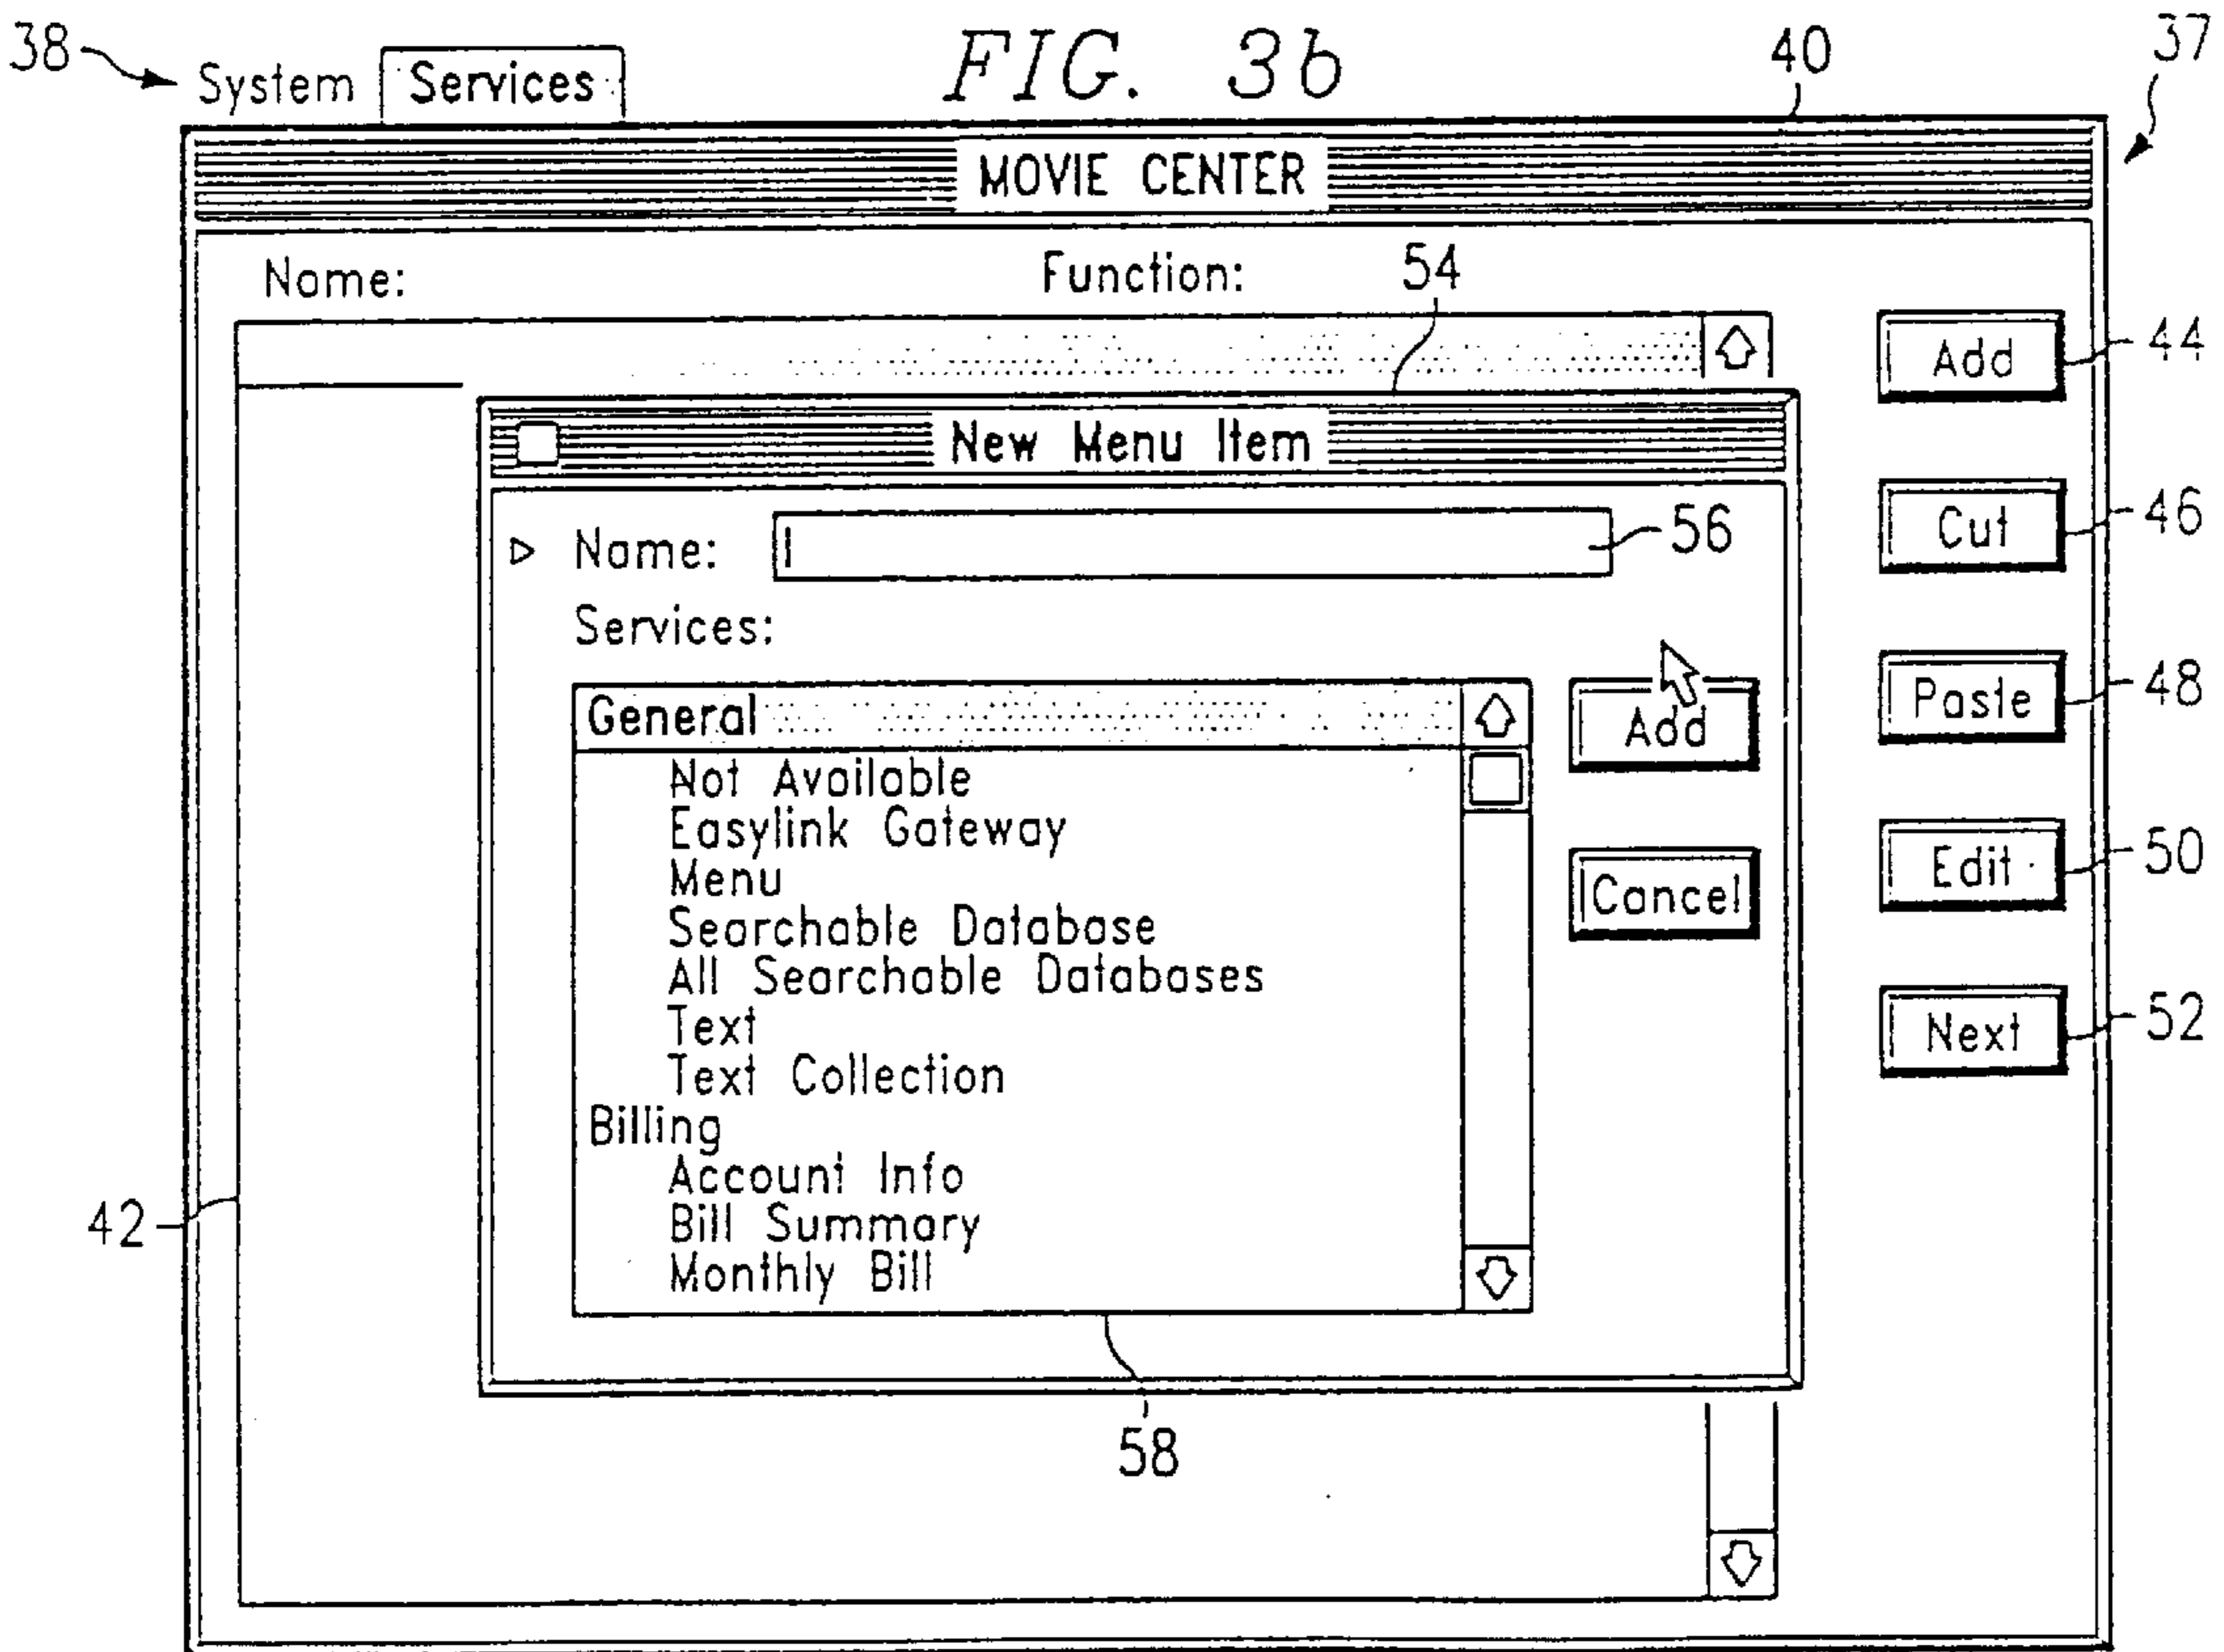 FIG. 3b
38
System Services
40
37
MOVIE CENTER
Name: Function: 54
Add 44
New Menu Item
Name: 56
Cut 46
Services:
General
Add
Paste 48
Not Available
Easylink Gateway
Menu
Cancel
Edit 50
Searchable Database
All Searchable Databases
Text
Next 52
Text Collection
Billing
Account Info
42
Bill Summary
Monthly Bill
58